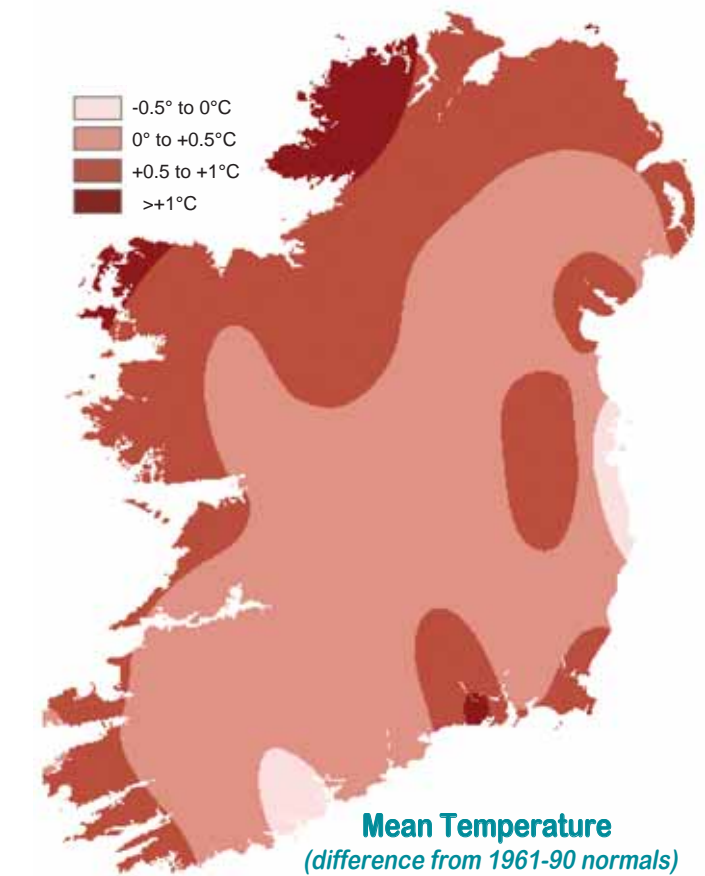 -0.5° to 0°C
0° to +0.5°C
+0.5 to +1°C
>+1°C
Mean Temperature
(difference from 1961-90 normals)